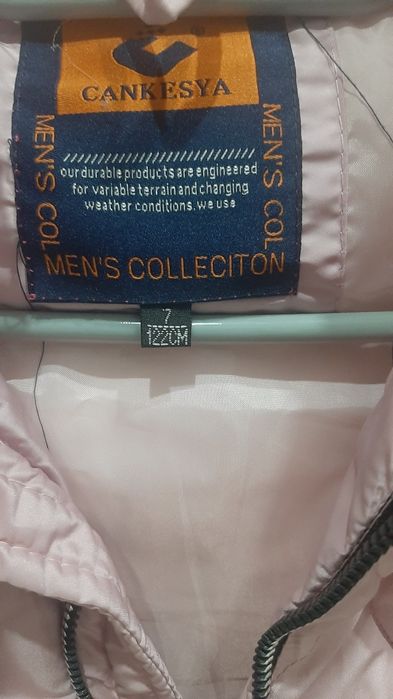 CANKESYA
our durable products are engineered
for variable terrain and changing
weather conditions. we use
MEN'S COL
MEN'S COL
MEN'S COLLECITON
7
122CM